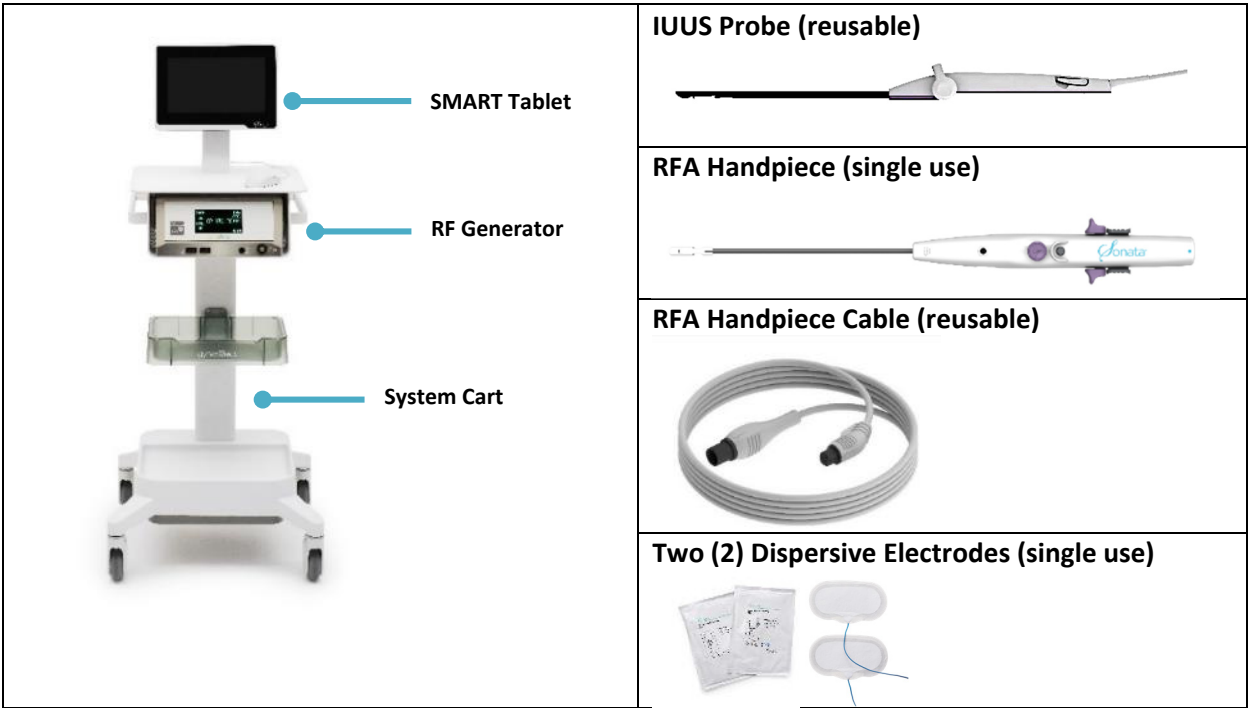 SMART Tablet
RF Generator
System Cart
IUUS Probe (reusable)
RFA Handpiece (single use)
Sonata
RFA Handpiece Cable (reusable)
Two (2) Dispersive Electrodes (single use)